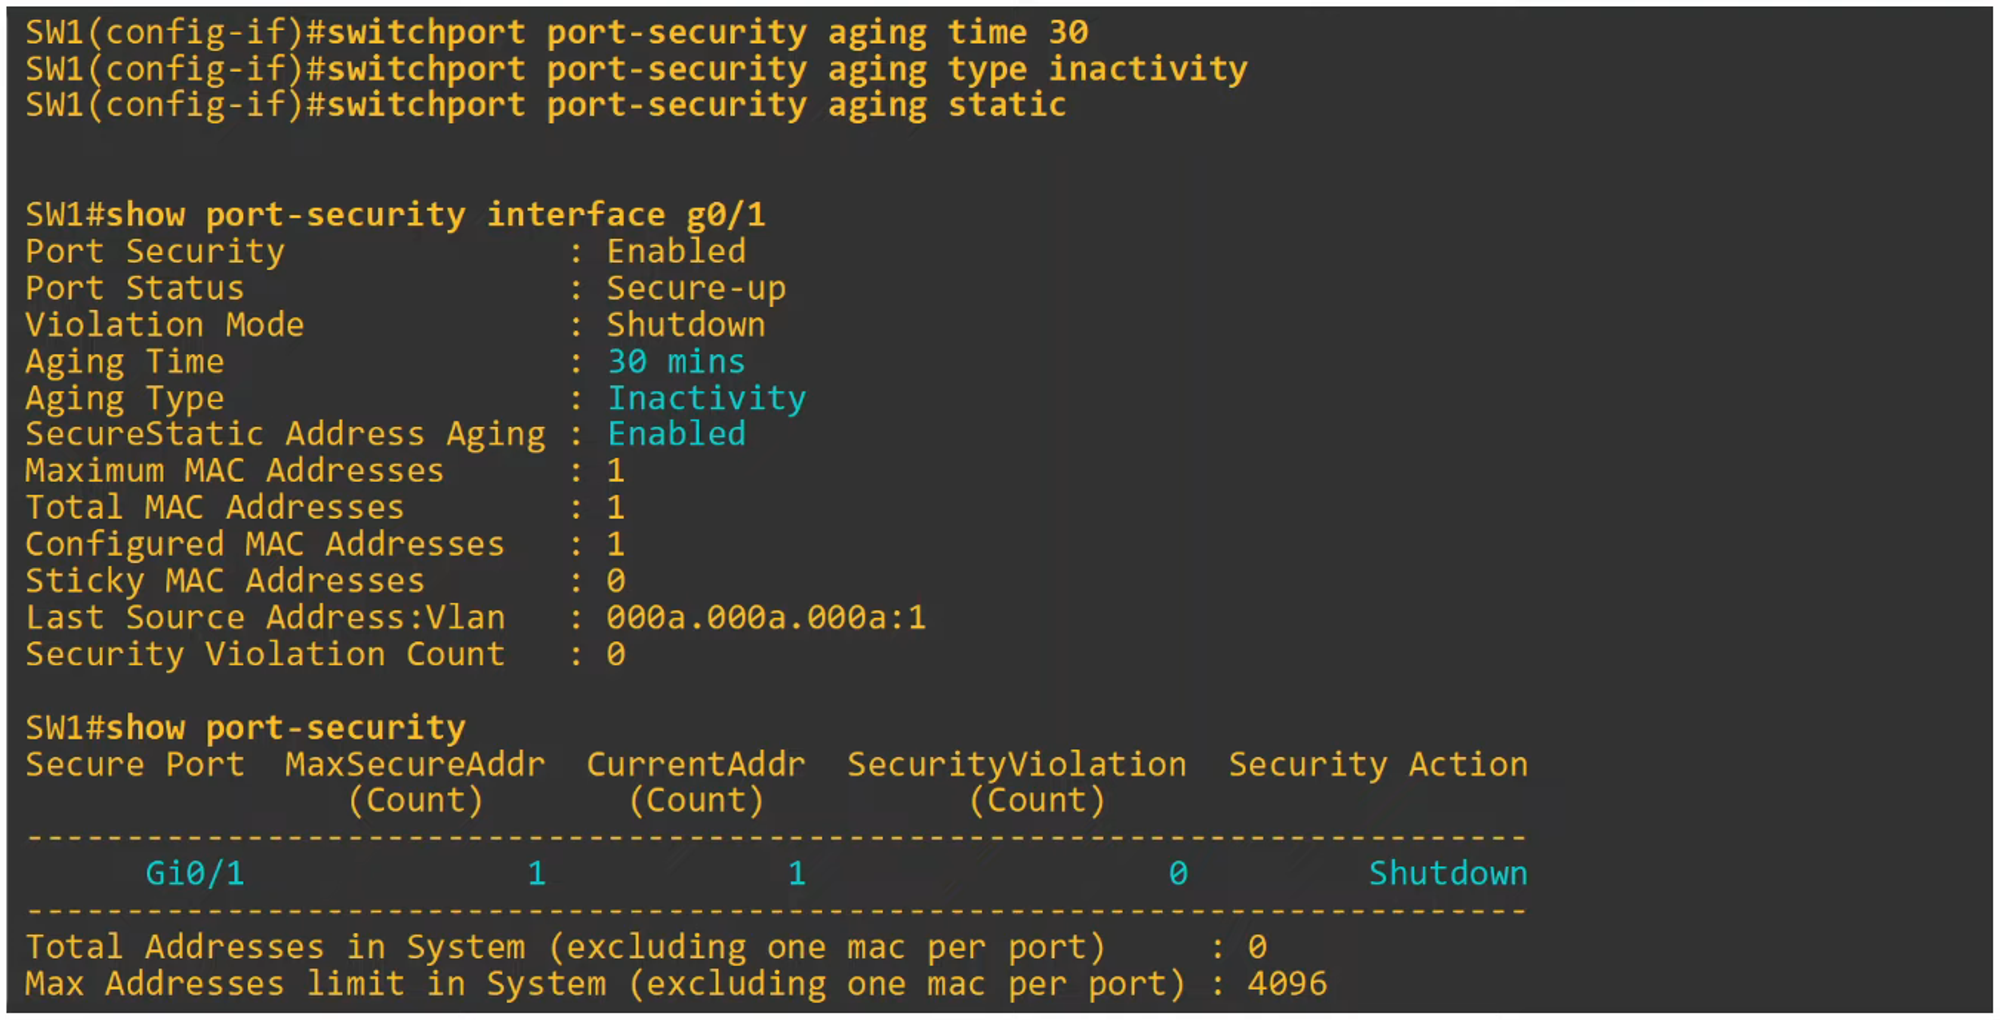 SW1(config-if)#switchport port-security aging time 30
SW1(config-if)#switchport port-security aging type inactivity
SW1(config-if)#switchport port-security aging static
SW1#show port-security interface g0/1
Port Security : Enabled
Port Status : Secure-up
Violation Mode : Shutdown
Aging Time : 30 mins
Aging Type : Inactivity
SecureStatic Address Aging : Enabled
Maximum MAC Addresses : 1
Total MAC Addresses : 1
Configured MAC Addresses : 1
Sticky MAC Addresses : 0
Last Source Address:Vlan : 000a.000a.000a:1
Security Violation Count : 0
SW1#show port-security
Secure Port MaxSecureAddr CurrentAddr SecurityViolation Security Action
(Count) (Count) (Count)
---------------------------------------------------------------------------
Gi0/1 1 1 0 Shutdown
---------------------------------------------------------------------------
Total Addresses in System (excluding one mac per port) : 0
Max Addresses limit in System (excluding one mac per port) : 4096